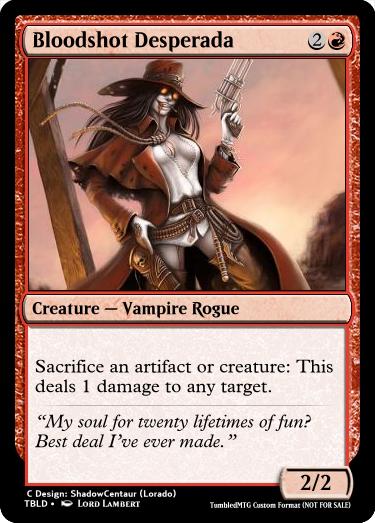 Bloodshot Desperada 2
Creature — Vampire Rogue
Sacrifice an artifact or creature: This
deals 1 damage to any target.
“My soul for twenty lifetimes of fun?
Best deal I’ve ever made.”
2/2
C Design: ShadowCentaur (Lorado)
TBLD • Lord Lambert
TumbledMTG Custom Format (NOT FOR SALE)